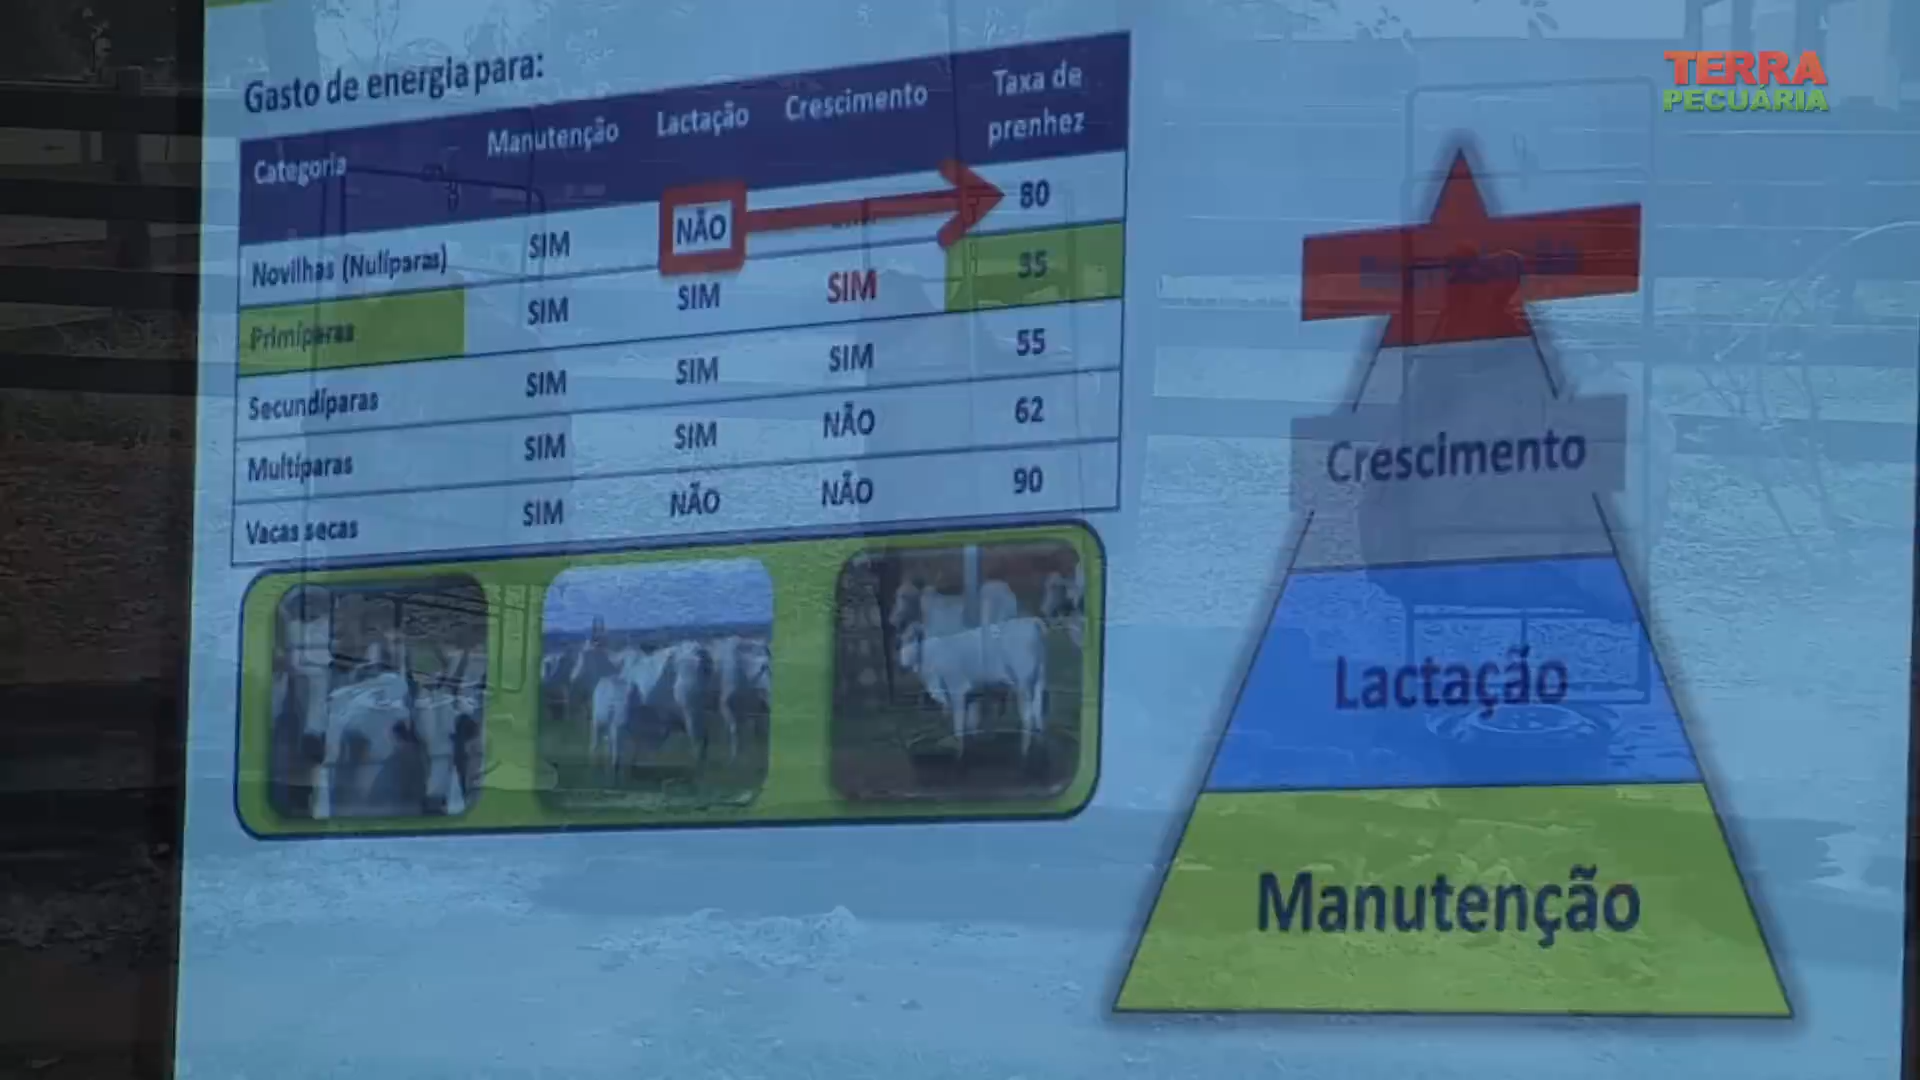 TERRA
PECUÁRIA
Gasto de energia para:
Categoria Manutenção Lactação Crescimento Taxa de prenhez
Novilhas (Nulíparas) SIM NÃO 80
Primíparas SIM SIM SIM 35
Secundíparas SIM SIM SIM 55
Multíparas SIM SIM NÃO 62
Vacas secas SIM NÃO NÃO 90
Crescimento
Lactação
Manutenção